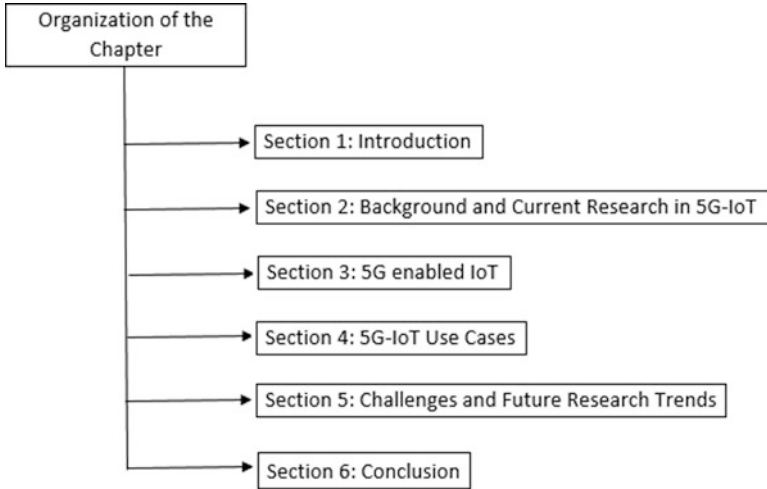 Organization of the
Chapter
Section 1: Introduction
Section 2: Background and Current Research in 5G-IoT
Section 3: 5G enabled IoT
Section 4: 5G-IoT Use Cases
Section 5: Challenges and Future Research Trends
Section 6: Conclusion